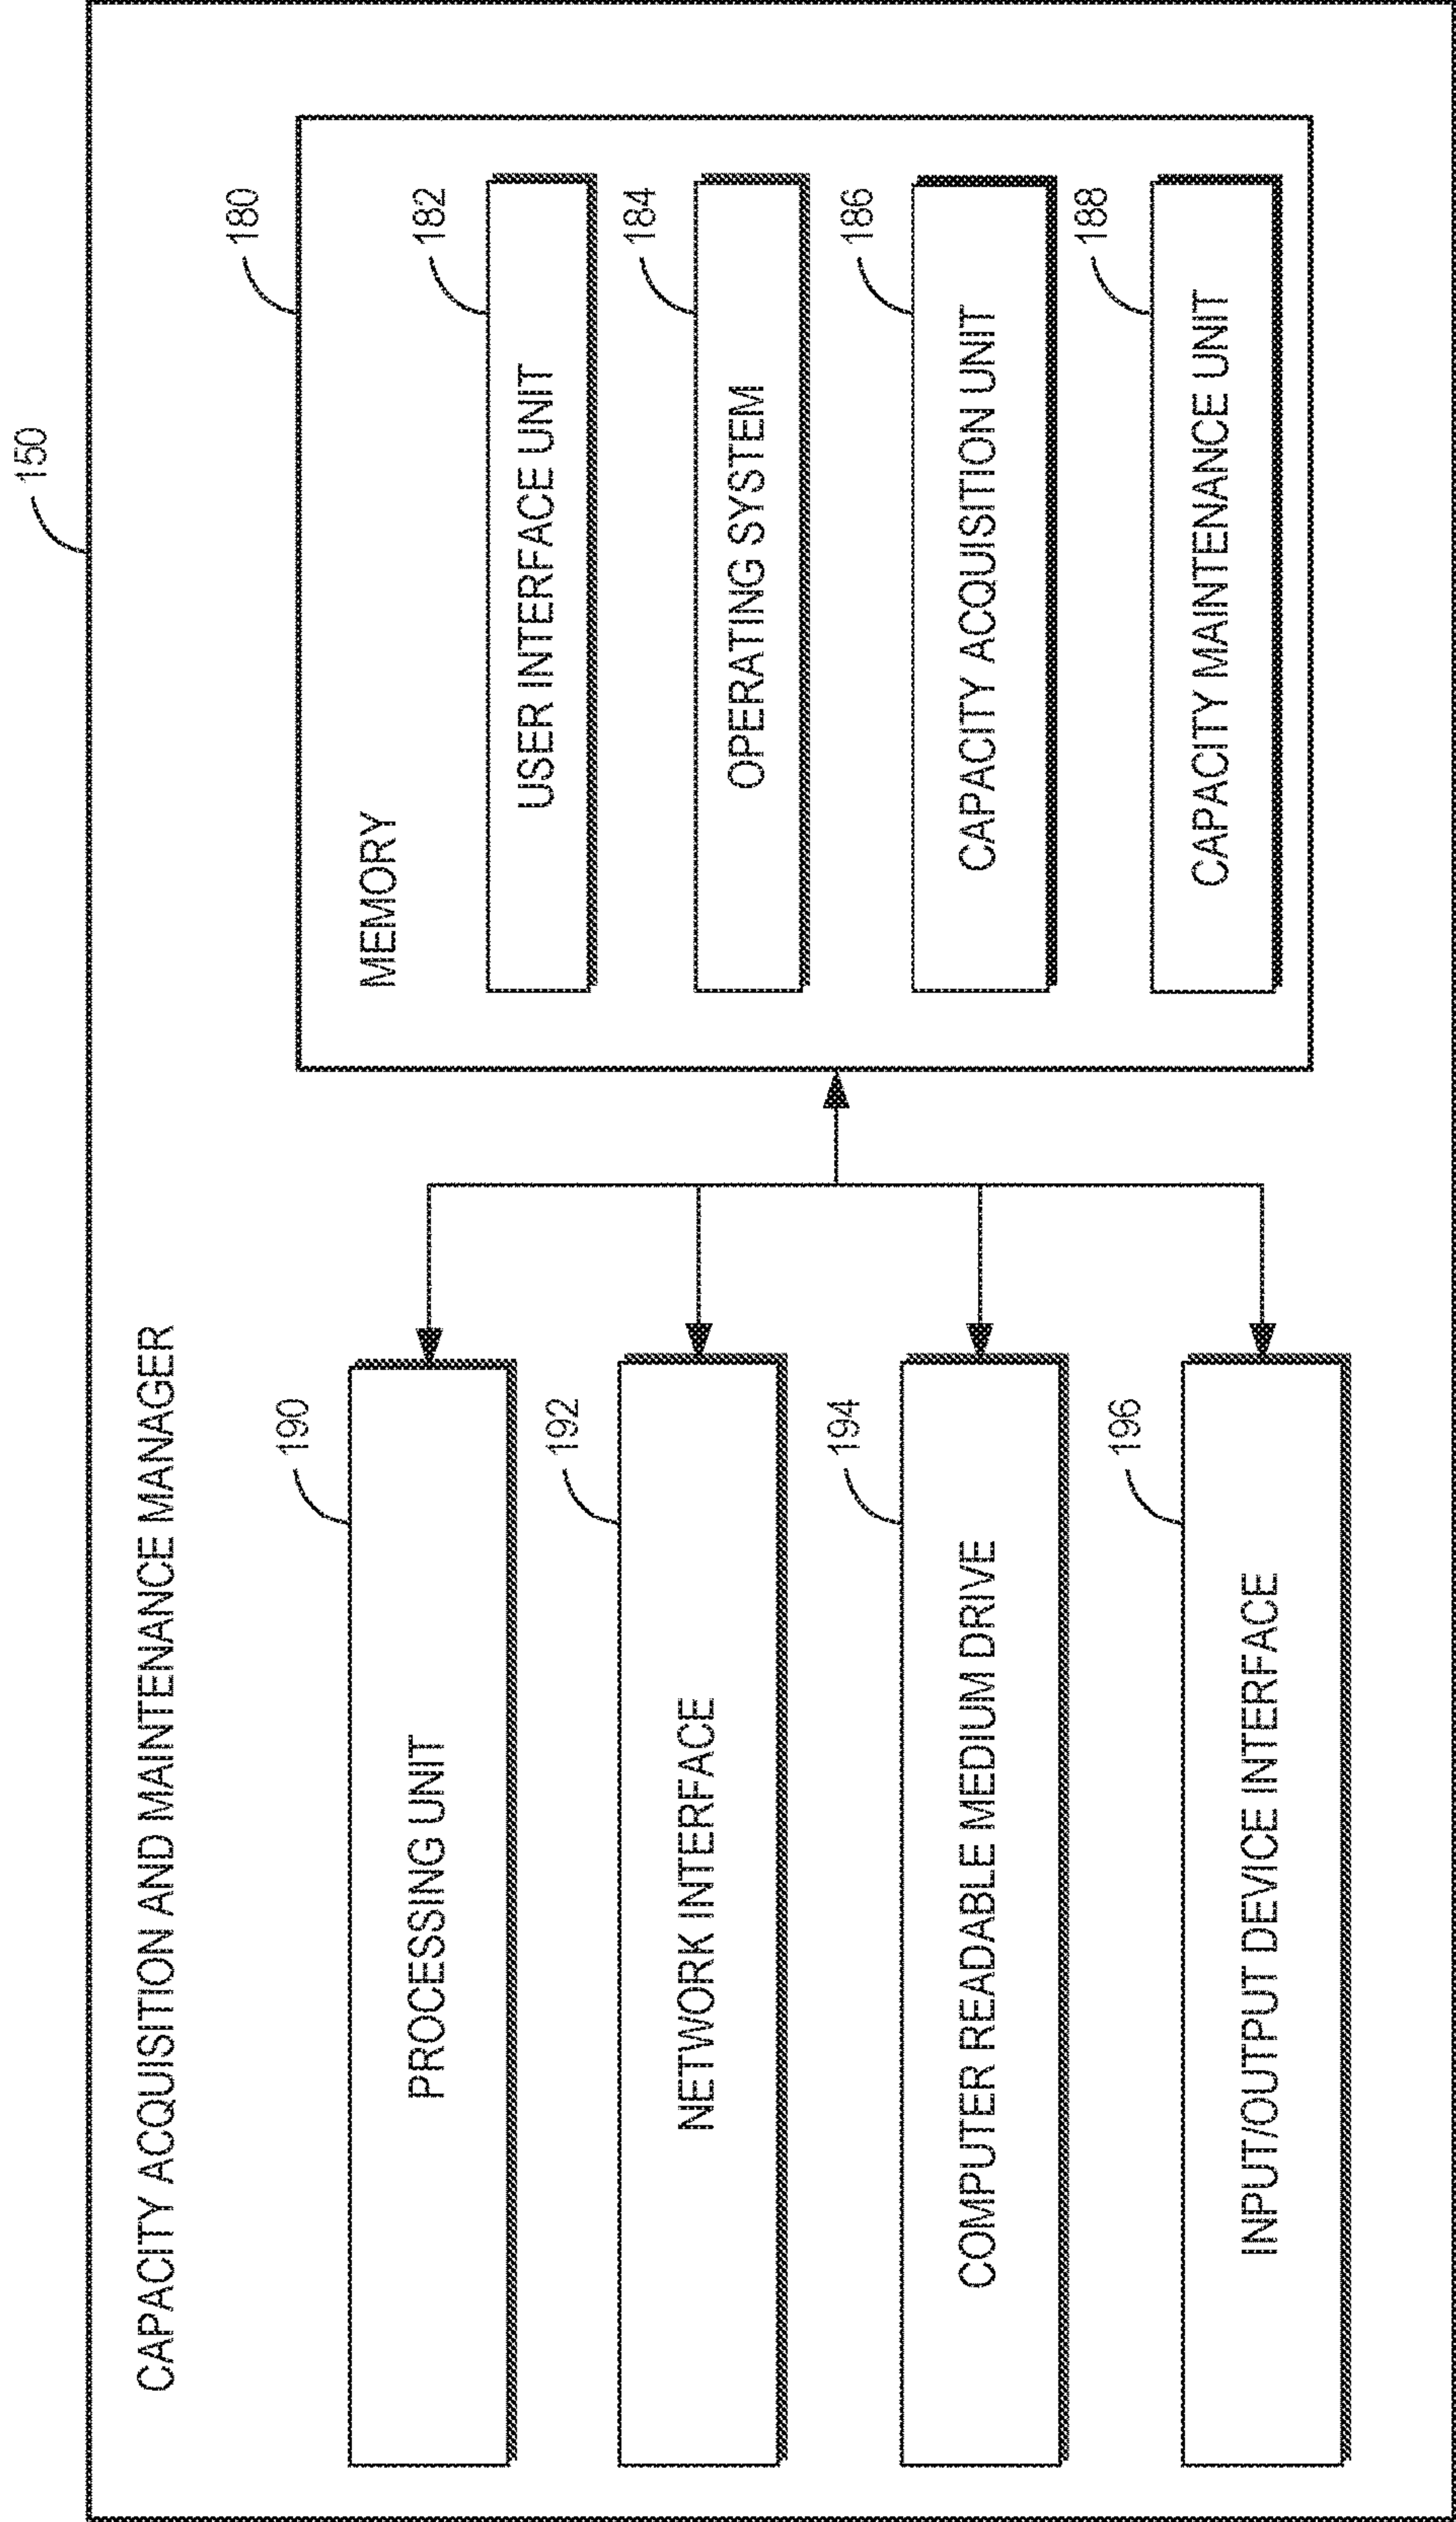 150
CAPACITY ACQUISITION AND MAINTENANCE MANAGER
190
PROCESSING UNIT
192
NETWORK INTERFACE
194
COMPUTER READABLE MEDIUM DRIVE
196
INPUT/OUTPUT DEVICE INTERFACE
180
MEMORY
182
USER INTERFACE UNIT
184
OPERATING SYSTEM
186
CAPACITY ACQUISITION UNIT
188
CAPACITY MAINTENANCE UNIT